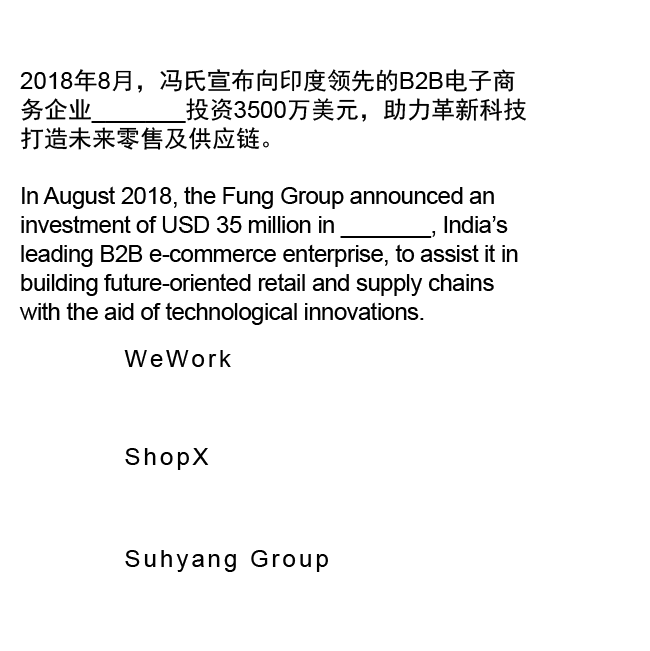 2018年8月，冯氏宣布向印度领先的B2B电子商
务企业_______投资3500万美元，助力革新科技
打造未来零售及供应链。
In August 2018, the Fung Group announced an
investment of USD 35 million in _______, India’s
leading B2B e-commerce enterprise, to assist it in
building future-oriented retail and supply chains
with the aid of technological innovations.
WeWork
ShopX
Suhyang Group